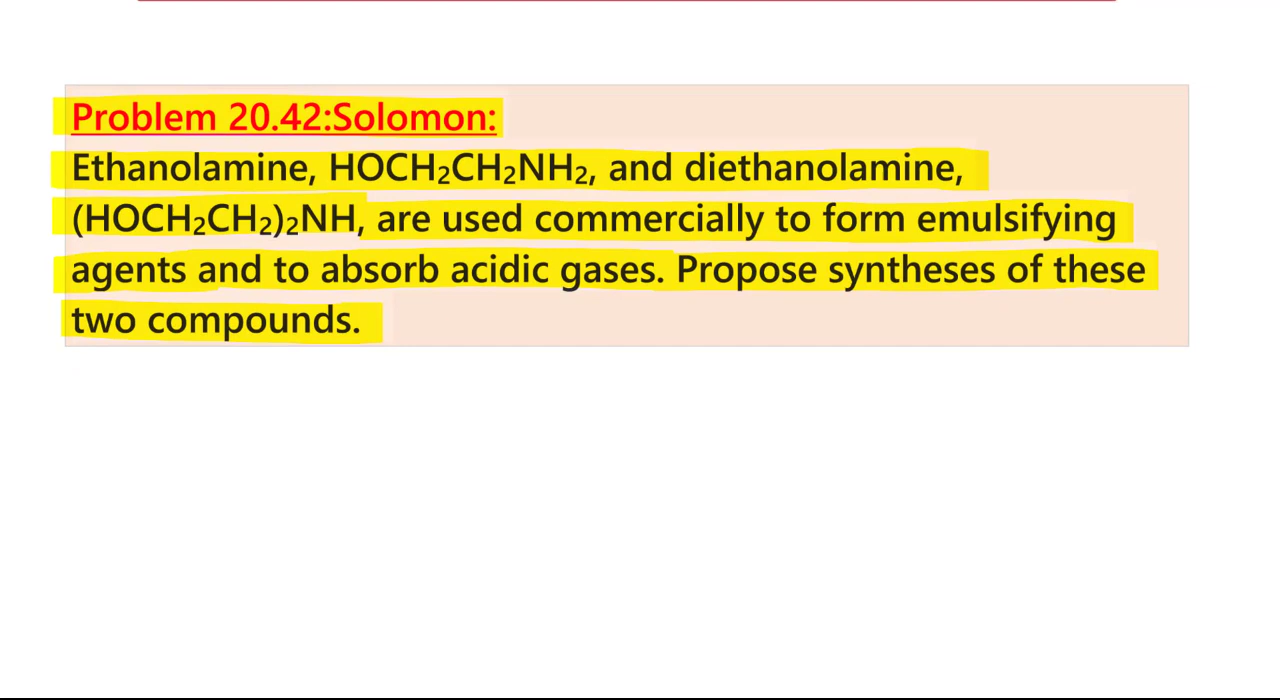 Problem 20.42:Solomon:
Ethanolamine, HOCH₂CH₂NH₂, and diethanolamine,
(HOCH₂CH₂)₂NH, are used commercially to form emulsifying
agents and to absorb acidic gases. Propose syntheses of these
two compounds.